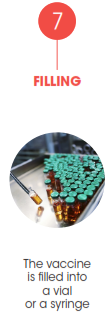 7
FILLING
The vaccine
is filled into
a vial
or a syringe